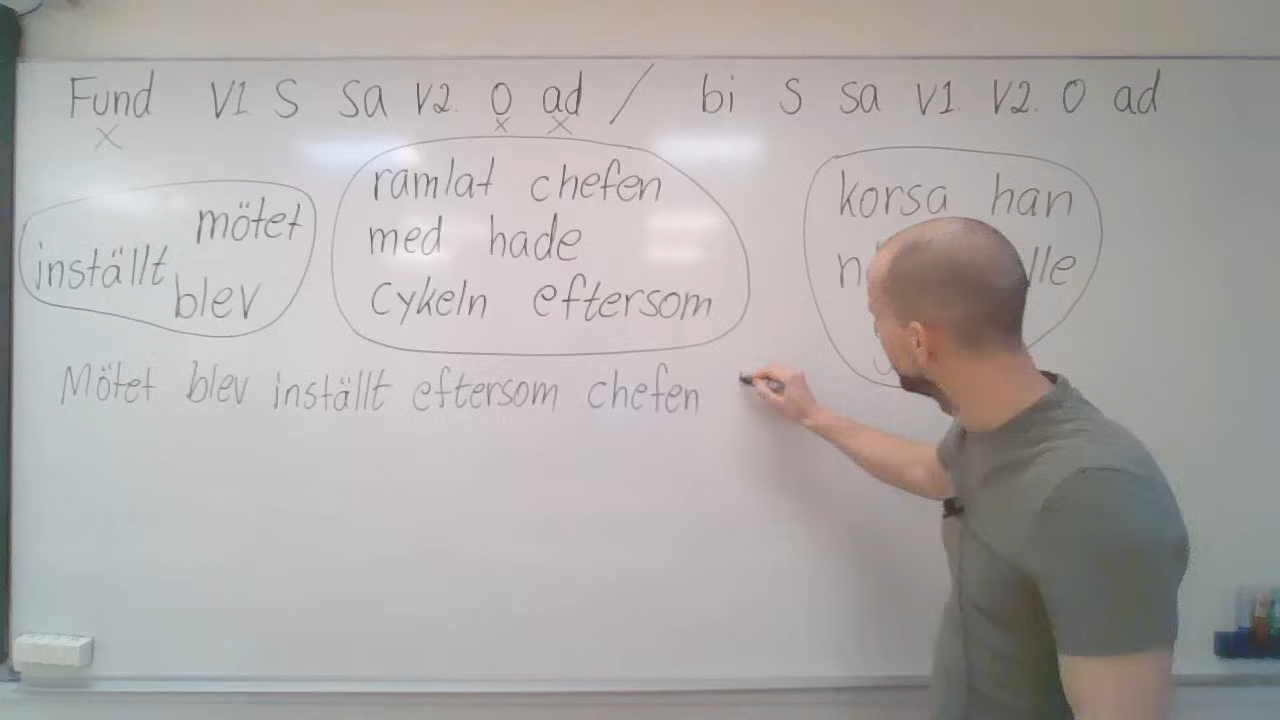 Fund V1. S sa V2. O ad / bi S sa V1. V2. O ad
x x x
mötet
inställt
blev
ramlat chefen
med hade
cykeln eftersom
korsa han
Mötet blev inställt eftersom chefen